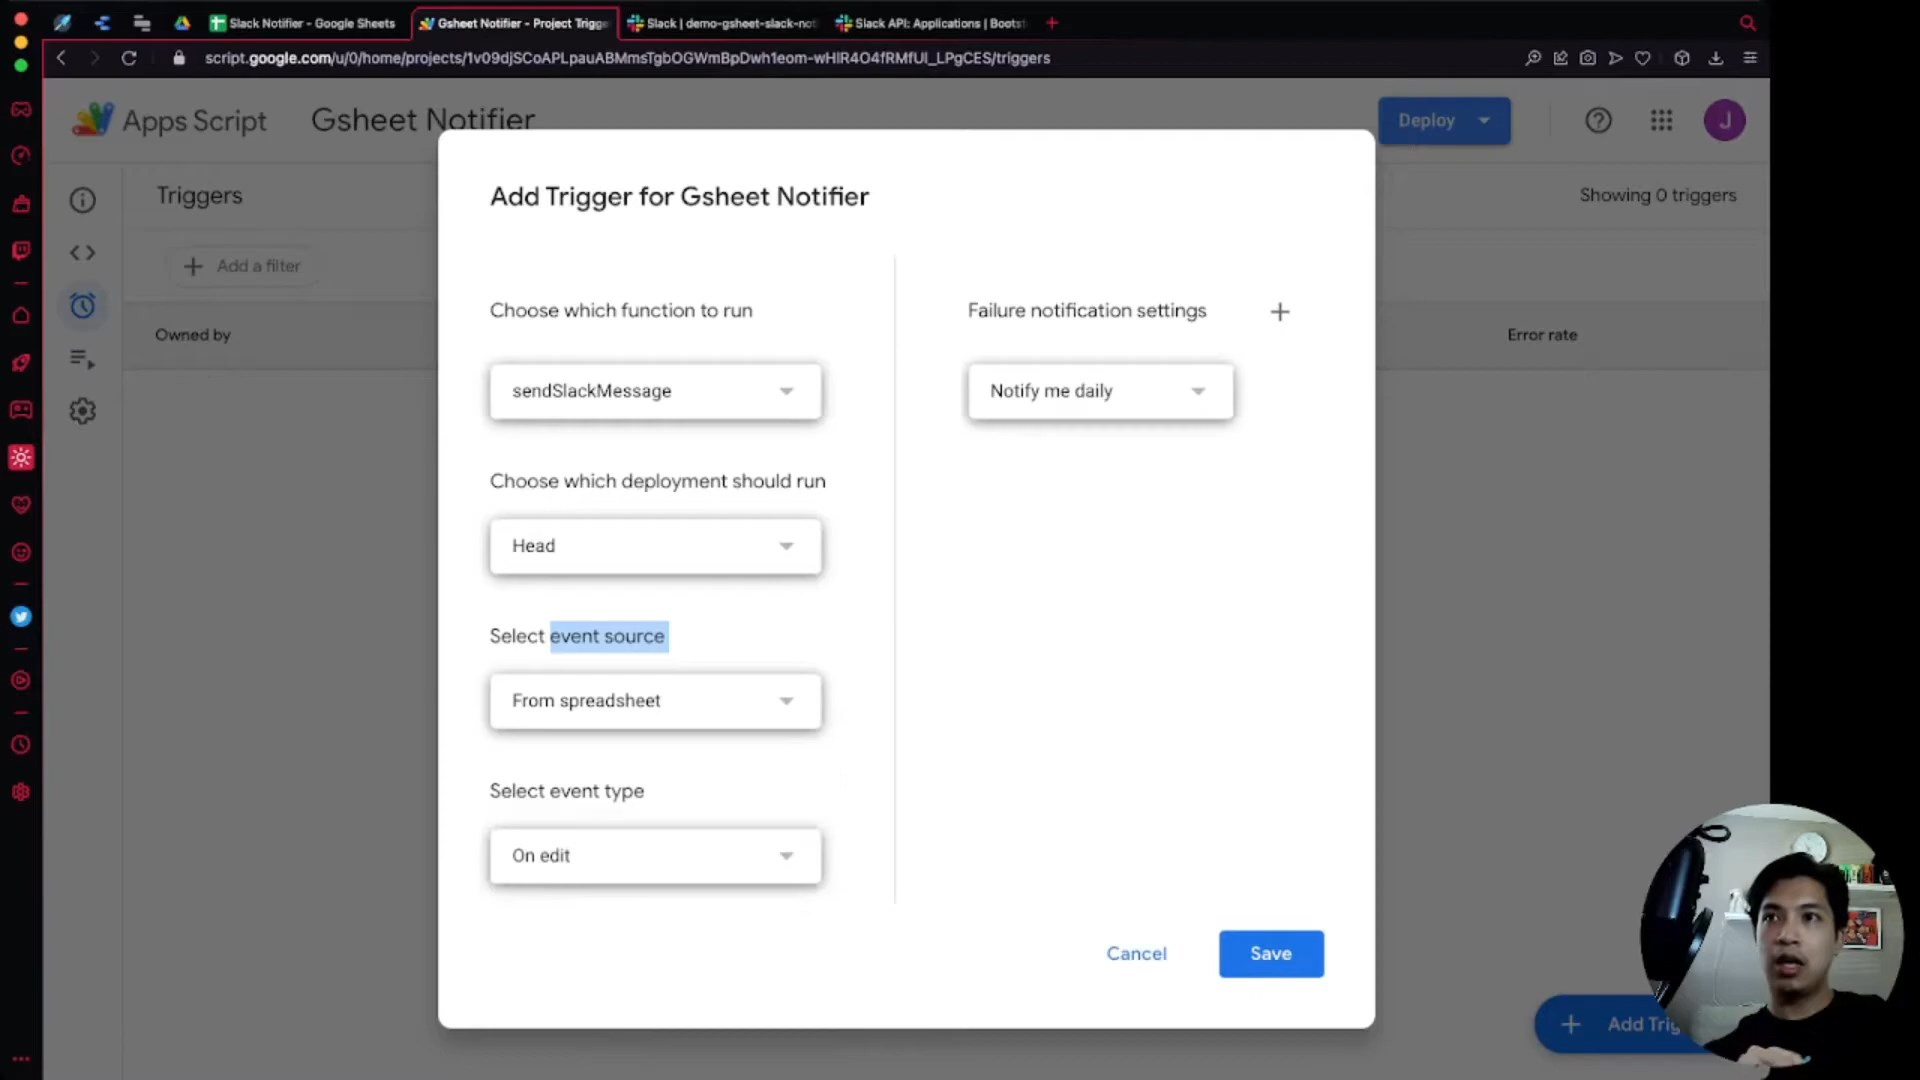 Slack Notifier - Google Sheets
Gsheet Notifier - Project Trigge
Slack | demo-gsheet-slack-not
Slack API: Applications | Bootst
script.google.com/u/0/home/projects/1v09djSCoAPLpauABMmsTgbOGWmBpDwh1eom-wHlR4O4fRMfUl_LPgCES/triggers
Apps Script
Gsheet Notifier
Deploy
J
Triggers
Showing 0 triggers
Add a filter
Owned by
Error rate
Add Trigger for Gsheet Notifier
Choose which function to run
sendSlackMessage
Choose which deployment should run
Head
Select event source
From spreadsheet
Select event type
On edit
Failure notification settings
Notify me daily
Cancel
Save
Add Trig